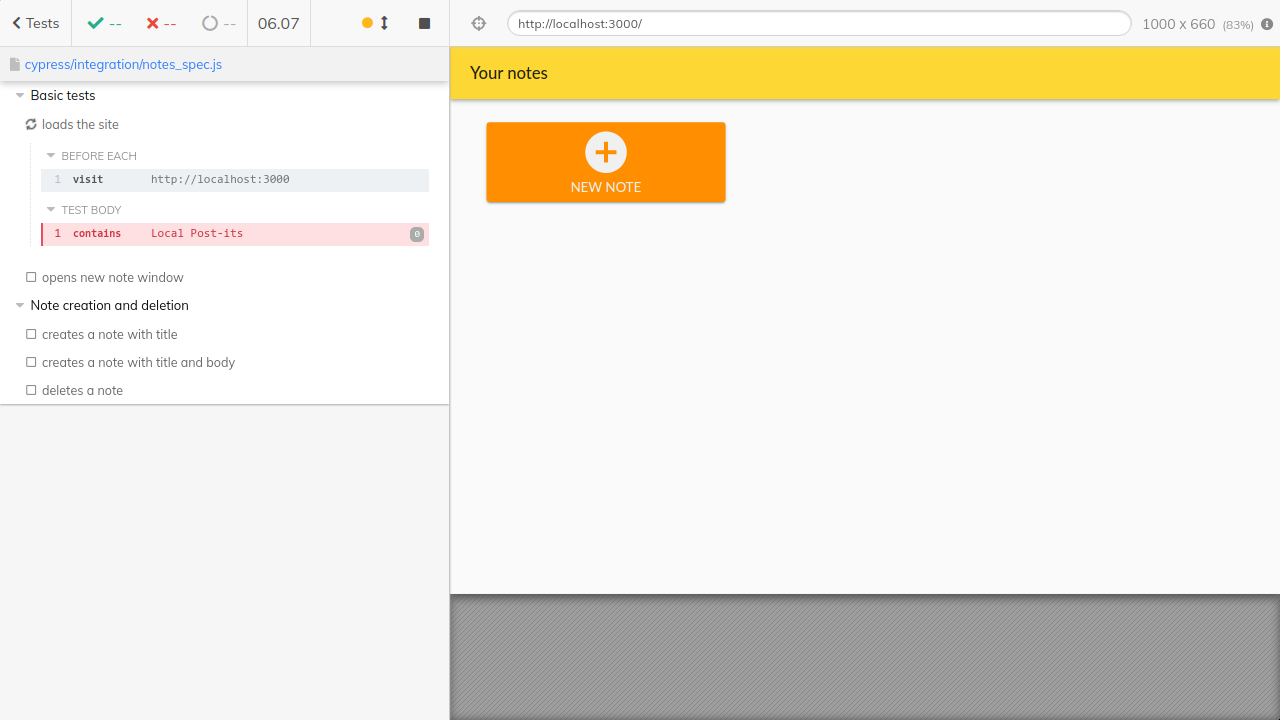 Tests
--
--
--
06.07
http://localhost:3000/
1000 x 660 (83%)
cypress/integration/notes_spec.js
Basic tests
loads the site
BEFORE EACH
1 visit http://localhost:3000
TEST BODY
1 contains Local Post-its 0
opens new note window
Note creation and deletion
creates a note with title
creates a note with title and body
deletes a note
Your notes
NEW NOTE